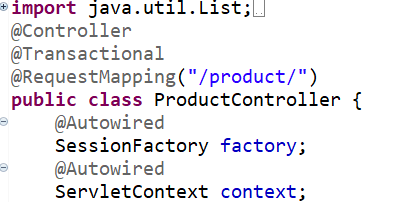 import java.util.List;
@Controller
@Transactional
@RequestMapping("/product/")
public class ProductController {
@Autowired
SessionFactory factory;
@Autowired
ServletContext context;